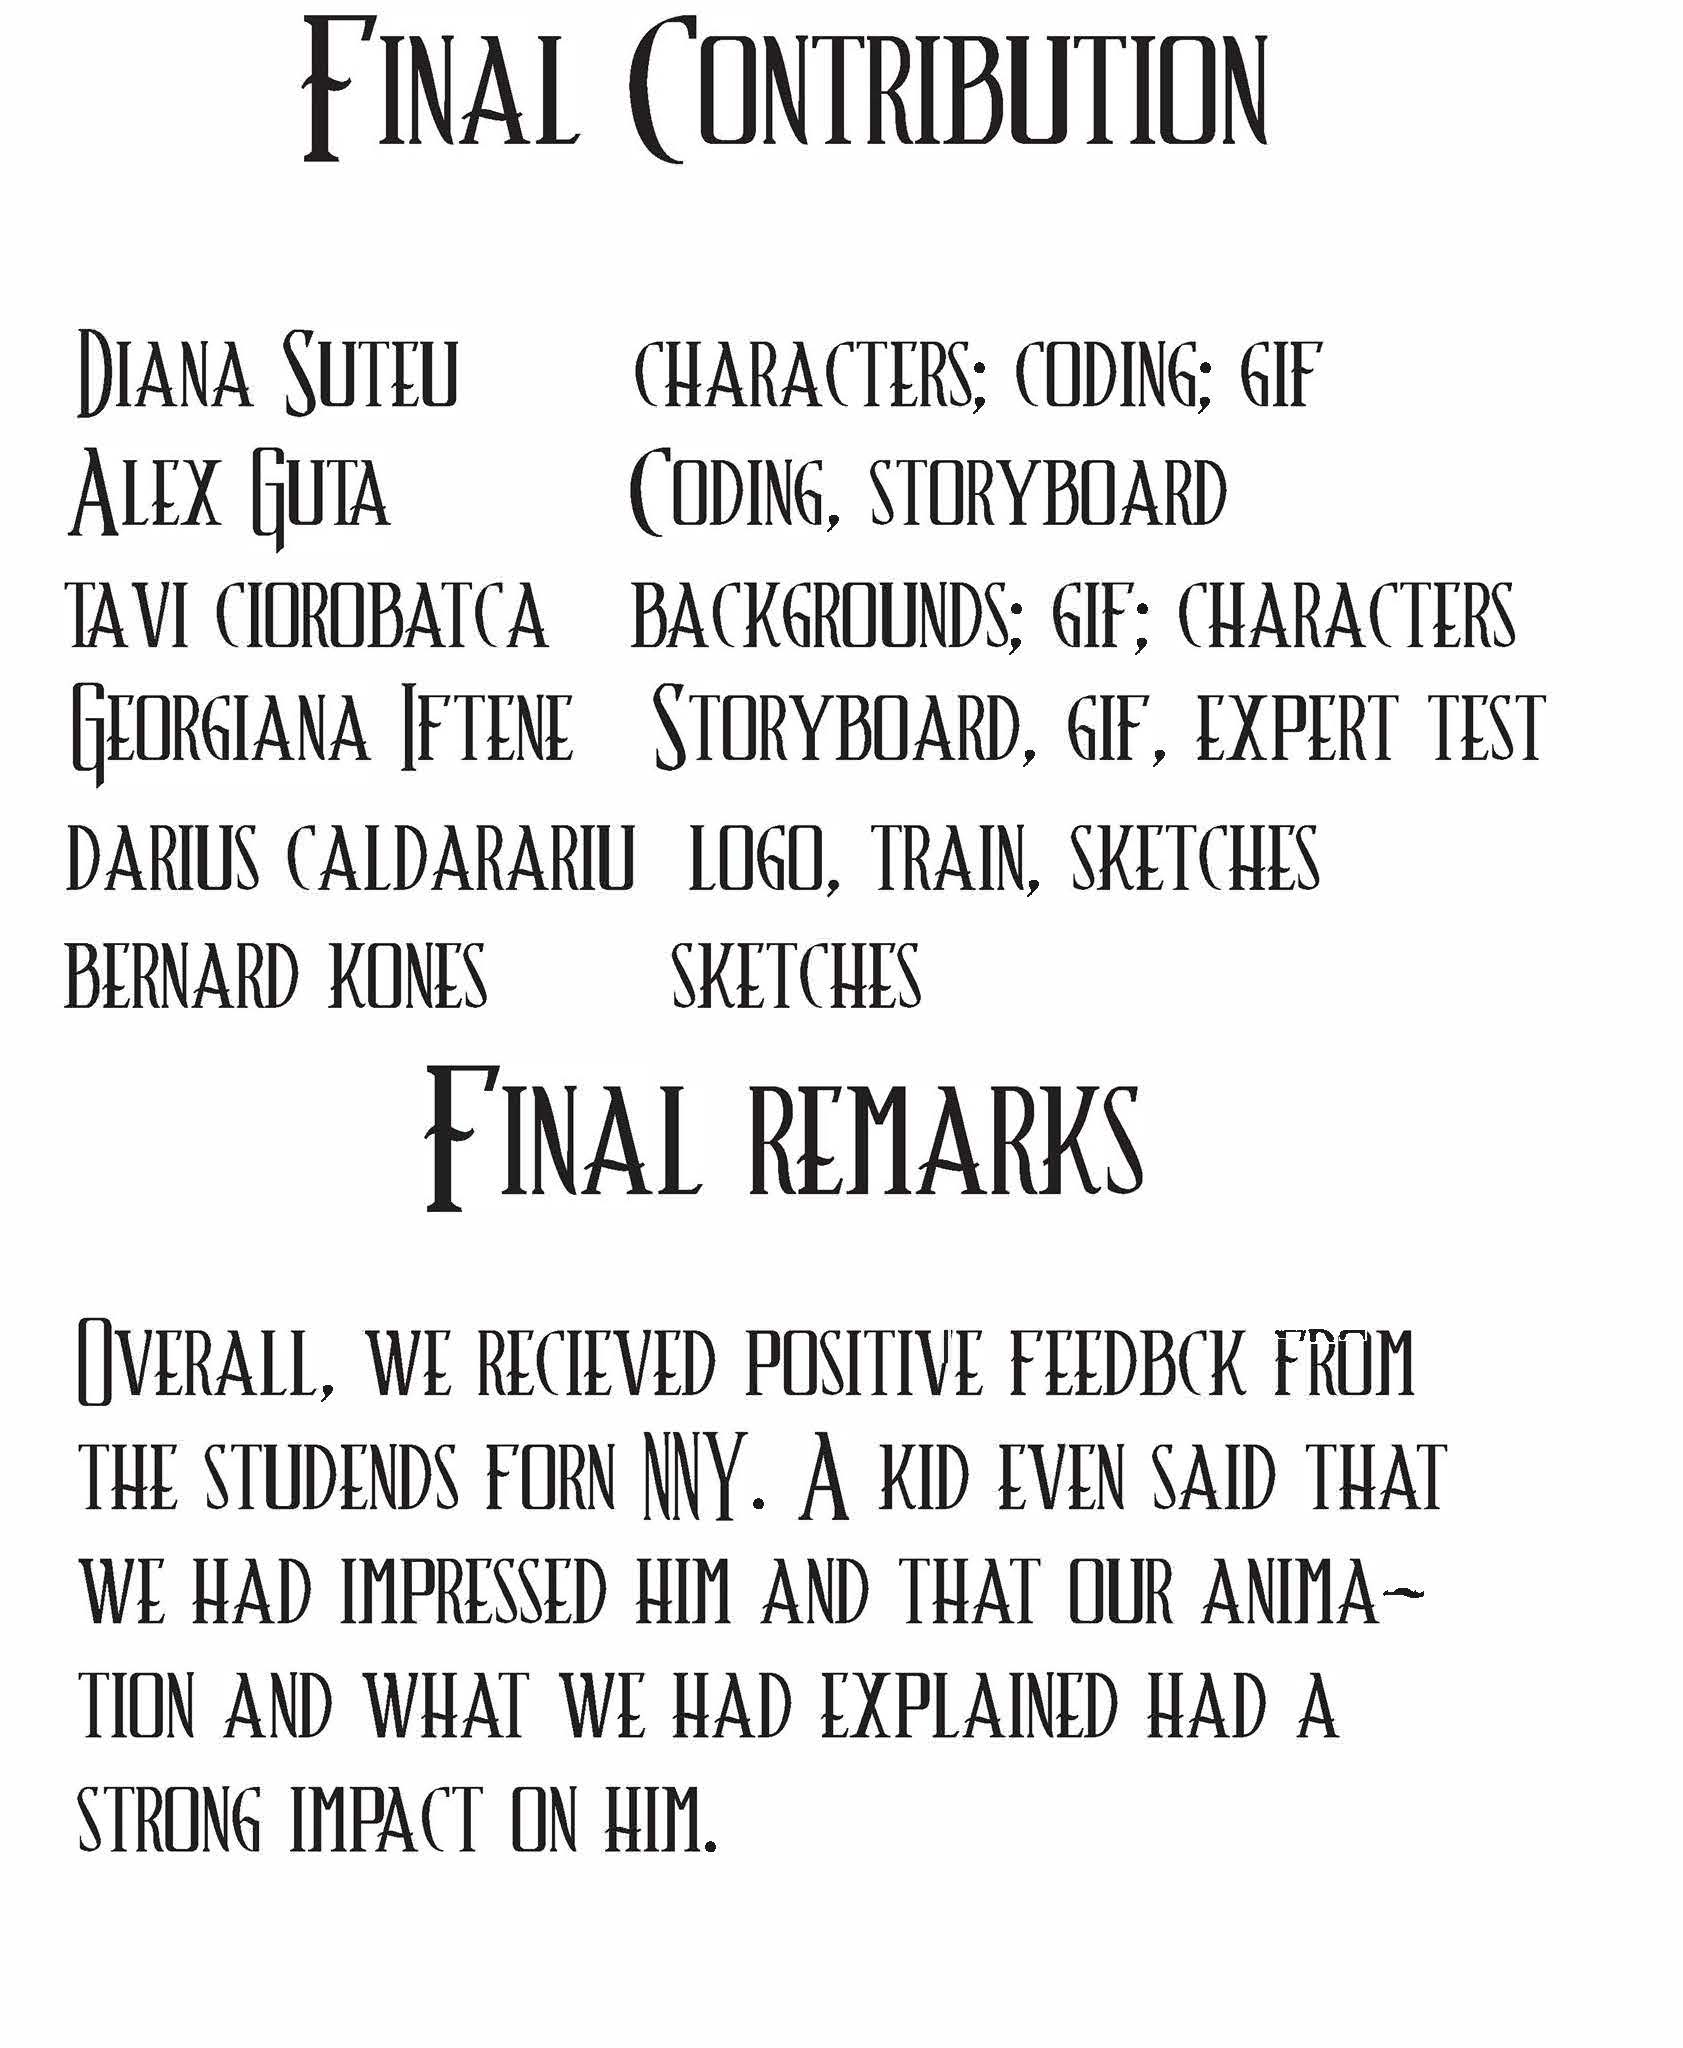 Final Contribution
Diana Suteu characters; coding; gif
Alex Guta Coding, storyboard
tavi ciorobatca backgrounds; gif; characters
Georgiana Iftene Storyboard, gif, expert test
darius caldarariu logo, train, sketches
bernard kones sketches
Final remarks
Overall, we recieved positive feedbck from
the studends forn NNY. A kid even said that
we had impressed him and that our anima-
tion and what we had explained had a
strong impact on him.